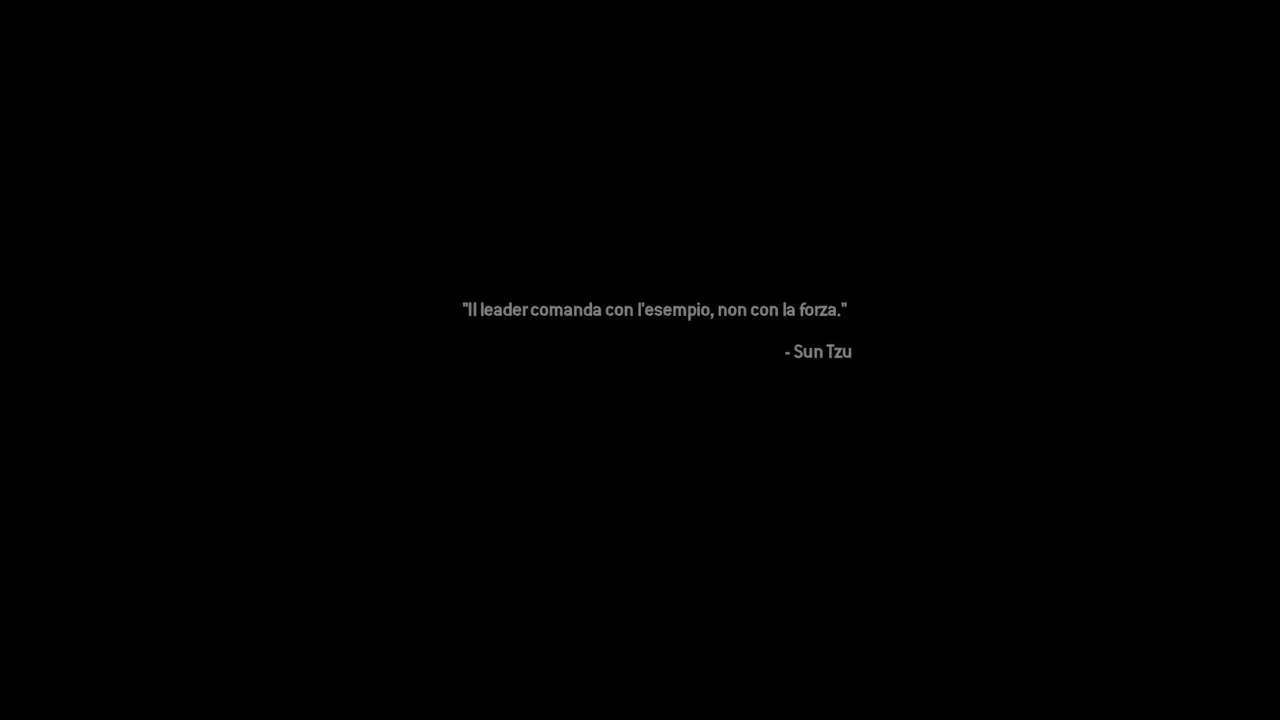 "Il leader comanda con l'esempio, non con la forza."
- Sun Tzu